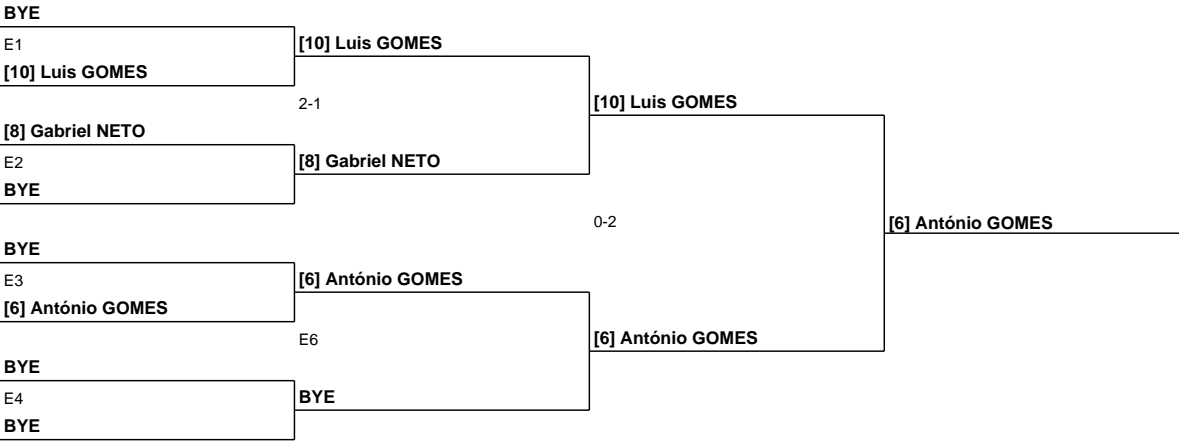 BYE
E1
[10] Luis GOMES
[10] Luis GOMES
2-1
[10] Luis GOMES
[8] Gabriel NETO
E2
[8] Gabriel NETO
BYE
0-2
[6] António GOMES
BYE
E3
[6] António GOMES
[6] António GOMES
E6
[6] António GOMES
BYE
E4
BYE
BYE